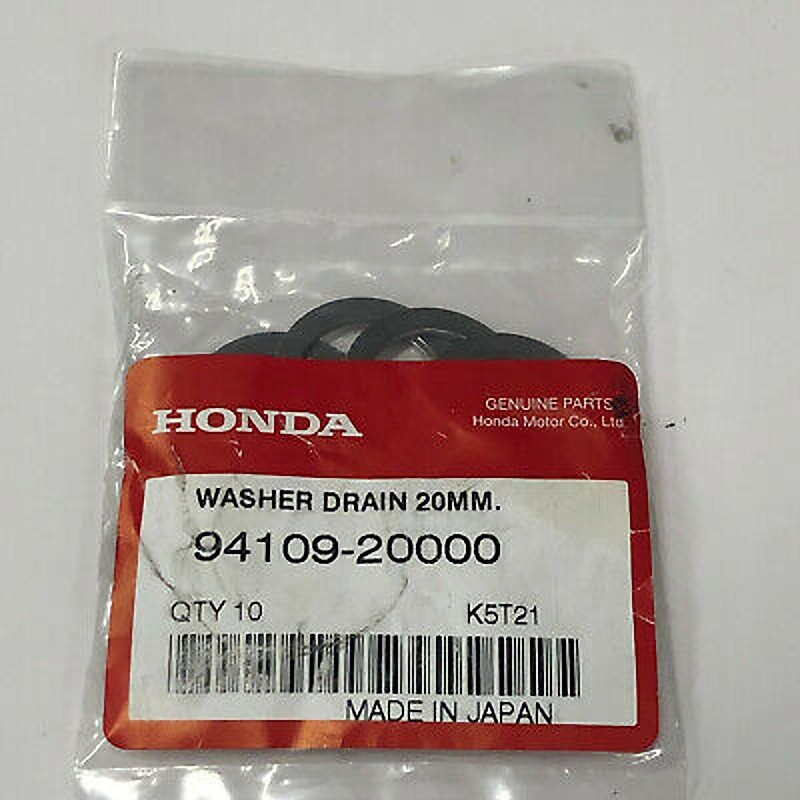 HONDA
GENUINE PARTS
Honda Motor Co., Ltd.
WASHER DRAIN 20MM.
94109-20000
QTY 10 K5T21
MADE IN JAPAN